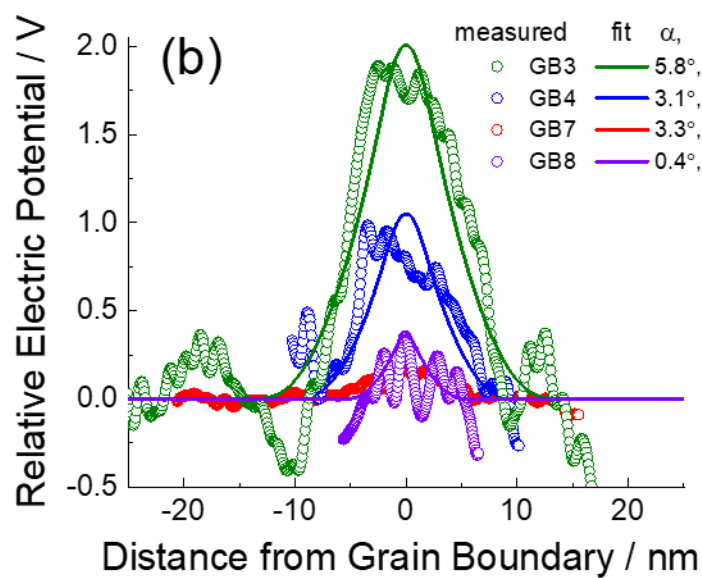 (b)
measured fit α,
GB3 5.8°,
GB4 3.1°,
GB7 3.3°,
GB8 0.4°,
Relative Electric Potential / V
2.0
1.5
1.0
0.5
0.0
-0.5
-20 -10 0 10 20
Distance from Grain Boundary / nm